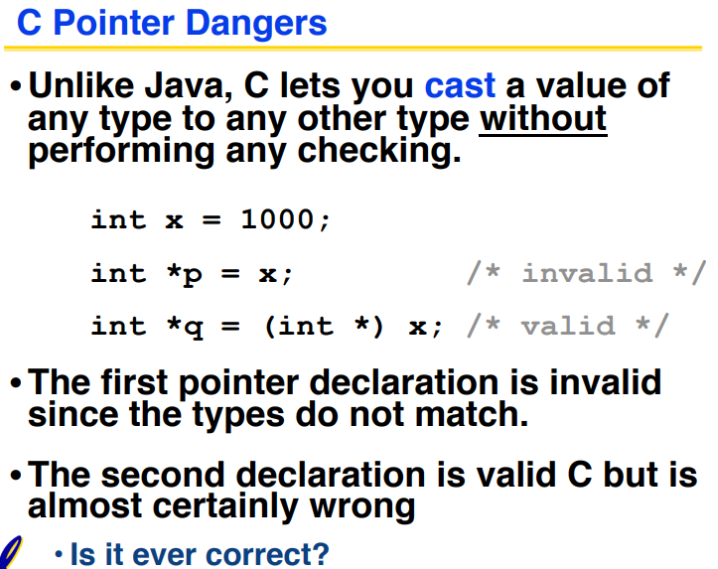 C Pointer Dangers
• Unlike Java, C lets you cast a value of
any type to any other type without
performing any checking.
int x = 1000;
int *p = x; /* invalid */
int *q = (int *) x; /* valid */
• The first pointer declaration is invalid
since the types do not match.
• The second declaration is valid C but is
almost certainly wrong
• Is it ever correct?